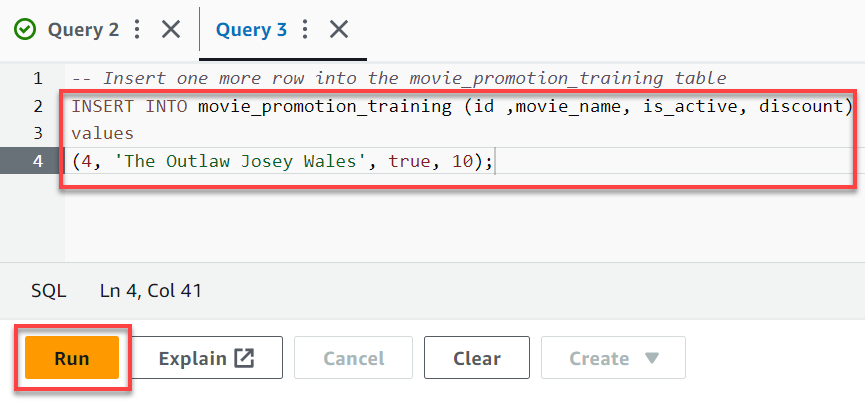 Query 2 Query 3
1 -- Insert one more row into the movie_promotion_training table
2 INSERT INTO movie_promotion_training (id ,movie_name, is_active, discount)
3 values
4 (4, 'The Outlaw Josey Wales', true, 10);
SQL Ln 4, Col 41
Run Explain Cancel Clear Create